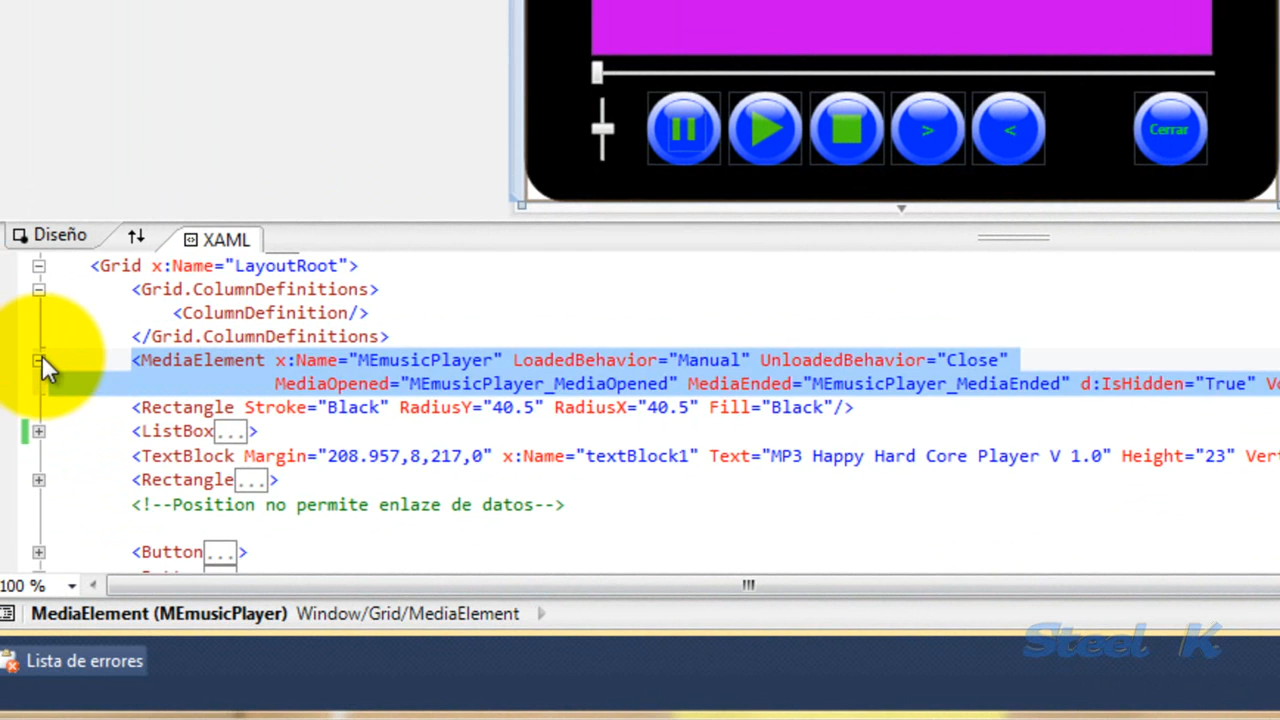 > < Cerrar
Diseño XAML
<Grid x:Name="LayoutRoot">
<Grid.ColumnDefinitions>
<ColumnDefinition/>
</Grid.ColumnDefinitions>
<MediaElement x:Name="MEmusicPlayer" LoadedBehavior="Manual" UnloadedBehavior="Close"
MediaOpened="MEmusicPlayer_MediaOpened" MediaEnded="MEmusicPlayer_MediaEnded" d:IsHidden="True" Vo
<Rectangle Stroke="Black" RadiusY="40.5" RadiusX="40.5" Fill="Black"/>
<ListBox...>
<TextBlock Margin="208.957,8,217,0" x:Name="textBlock1" Text="MP3 Happy Hard Core Player V 1.0" Height="23" Vert
<Rectangle...>
<!--Position no permite enlaze de datos-->
<Button...>
100 %
MediaElement (MEmusicPlayer) Window/Grid/MediaElement
Steel K
Lista de errores